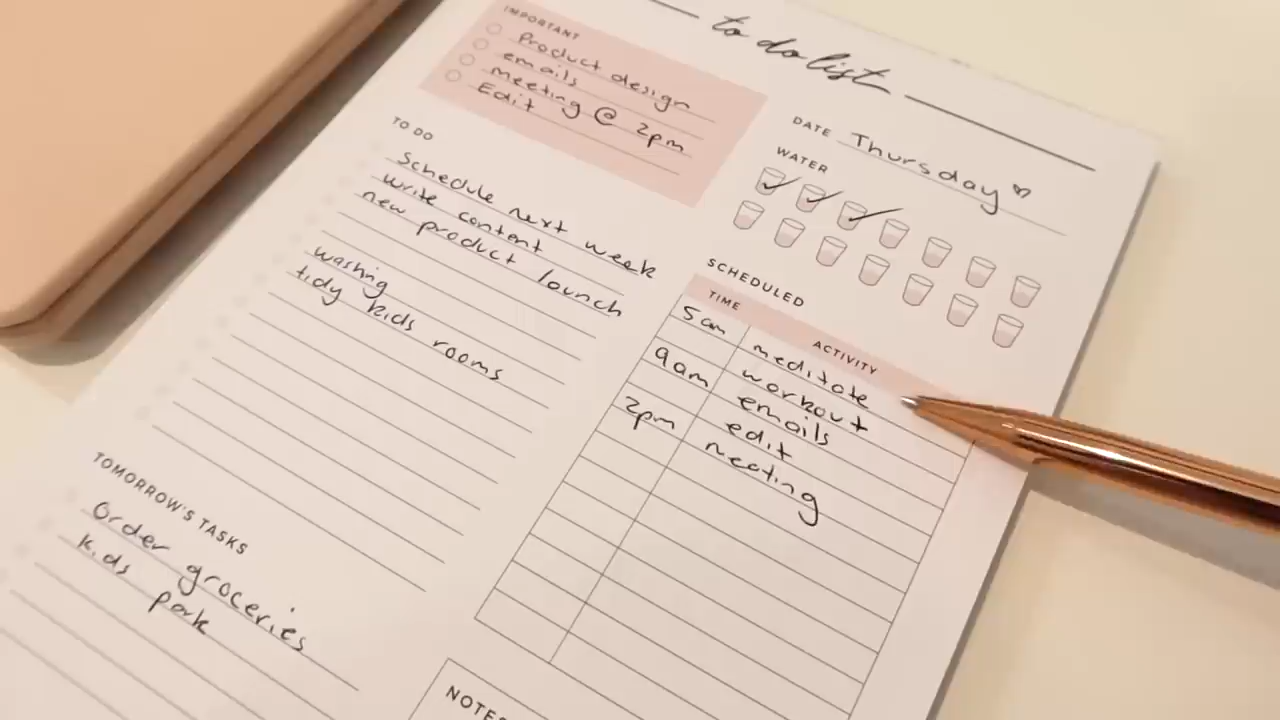 to do list
IMPORTANT
Product design
emails
meeting @ 2pm
Edit
DATE Thursday
WATER
TO DO
Schedule next week
write content
new product launch
washing
tidy kids rooms
SCHEDULED
TIME ACTIVITY
5am meditate
workout
9am emails
edit
2pm meeting
TOMORROW'S TASKS
Order groceries
kids park
NOTES